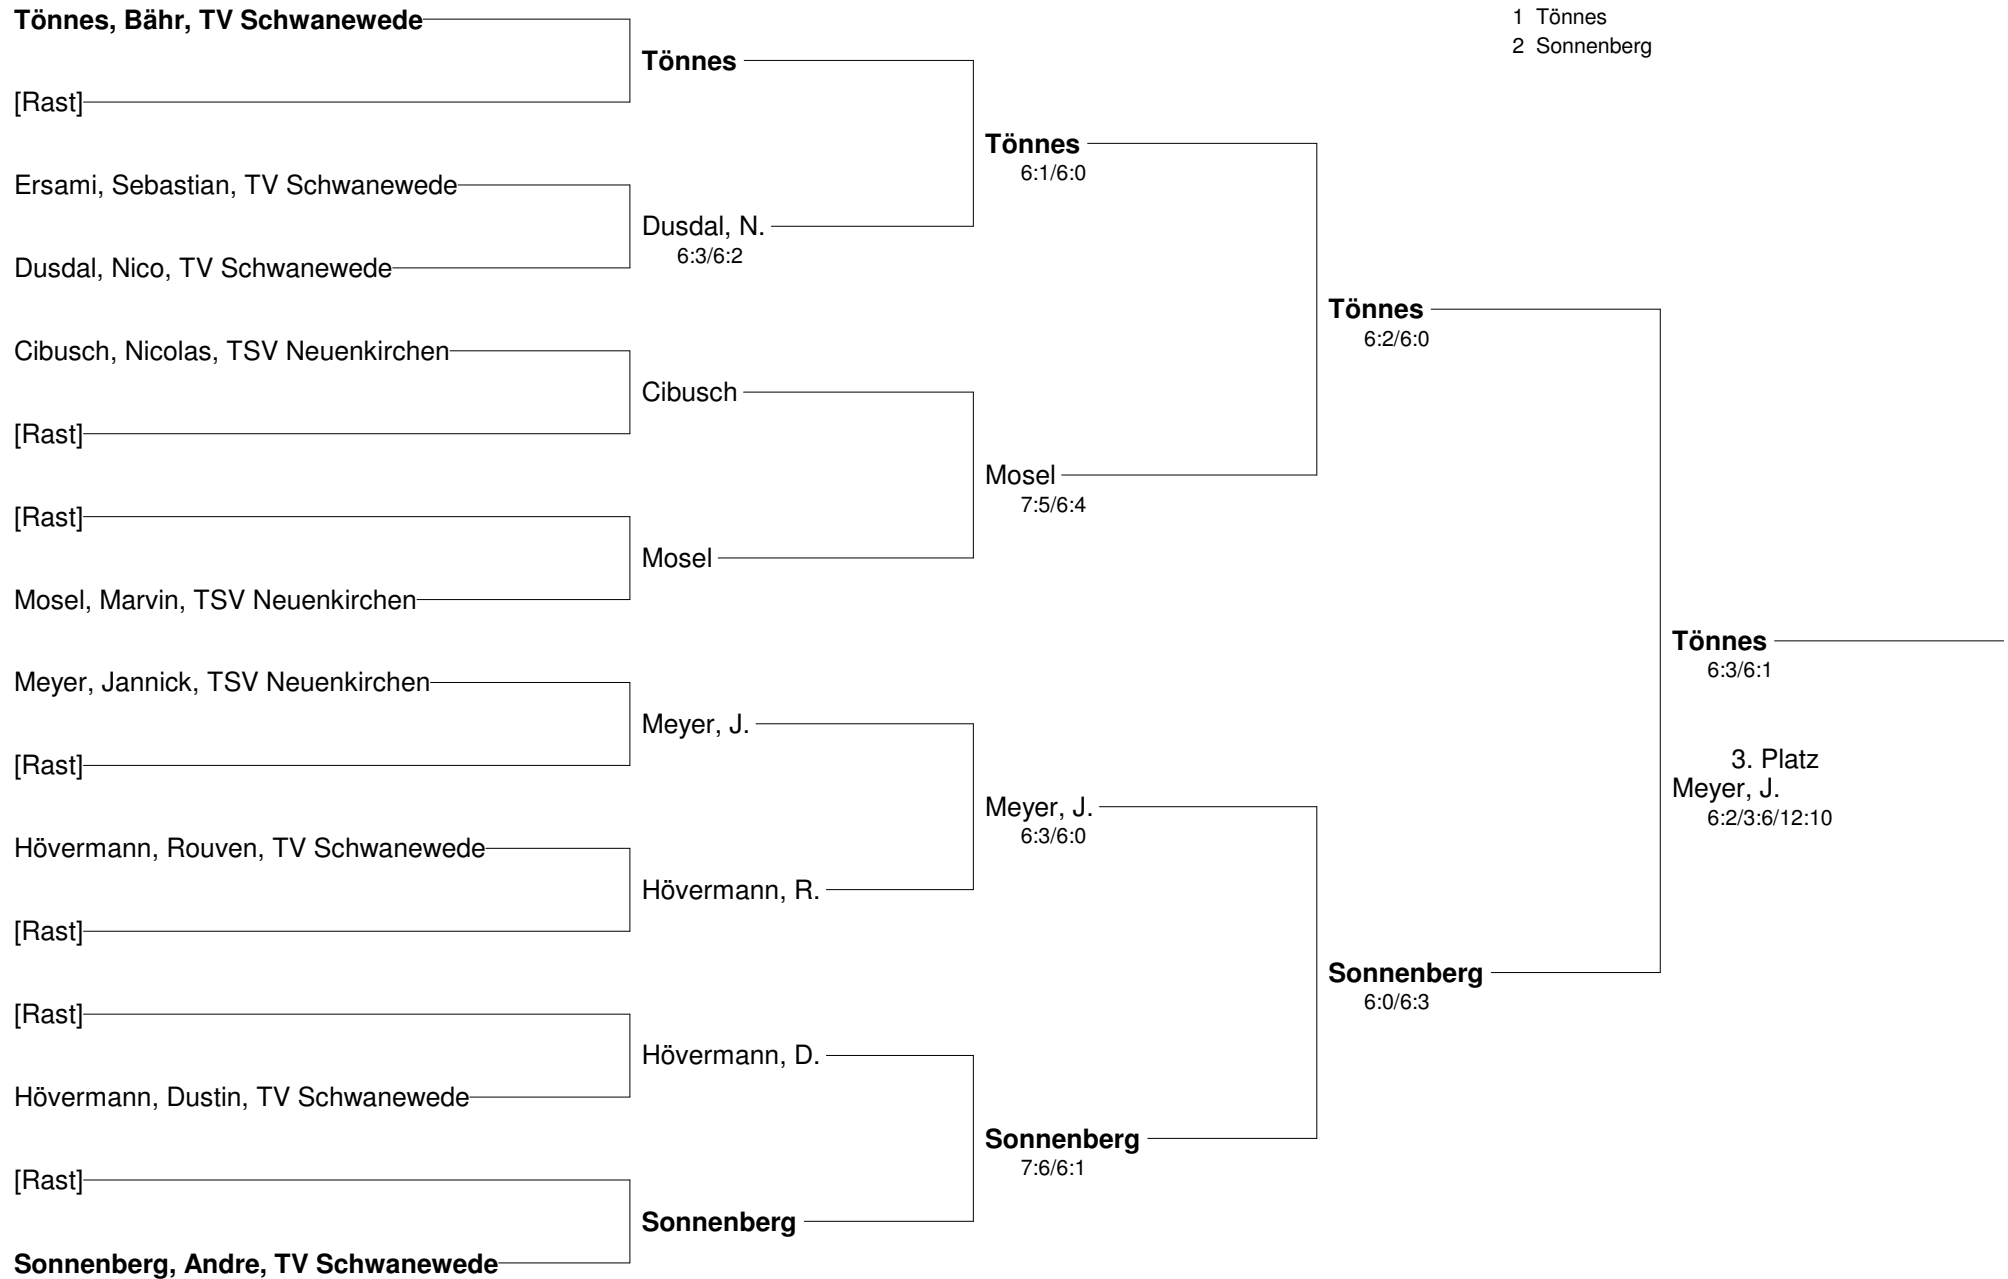 Tönnes, Bähr, TV Schwanewede
[Rast]
Ersami, Sebastian, TV Schwanewede
Dusdal, Nico, TV Schwanewede
Cibusch, Nicolas, TSV Neuenkirchen
[Rast]
[Rast]
Mosel, Marvin, TSV Neuenkirchen
Meyer, Jannick, TSV Neuenkirchen
[Rast]
Hövermann, Rouven, TV Schwanewede
[Rast]
[Rast]
Hövermann, Dustin, TV Schwanewede
[Rast]
Sonnenberg, Andre, TV Schwanewede
Tönnes
Dusdal, N.
6:3/6:2
Cibusch
Mosel
Meyer, J.
Hövermann, R.
Hövermann, D.
Sonnenberg
Tönnes
6:1/6:0
Mosel
7:5/6:4
Meyer, J.
6:3/6:0
Sonnenberg
7:6/6:1
Tönnes
6:2/6:0
Sonnenberg
6:0/6:3
1 Tönnes
2 Sonnenberg
Tönnes
6:3/6:1
3. Platz
Meyer, J.
6:2/3:6/12:10